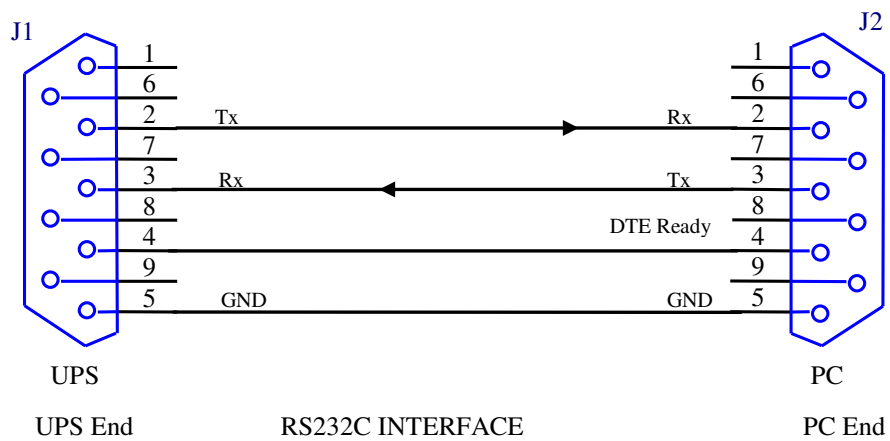 J1 J2
1 1
6 6
2 Tx Rx 2
7 7
3 Rx Tx 3
8 DTE Ready 8
4 4
9 9
5 GND GND 5
UPS PC
UPS End RS232C INTERFACE PC End